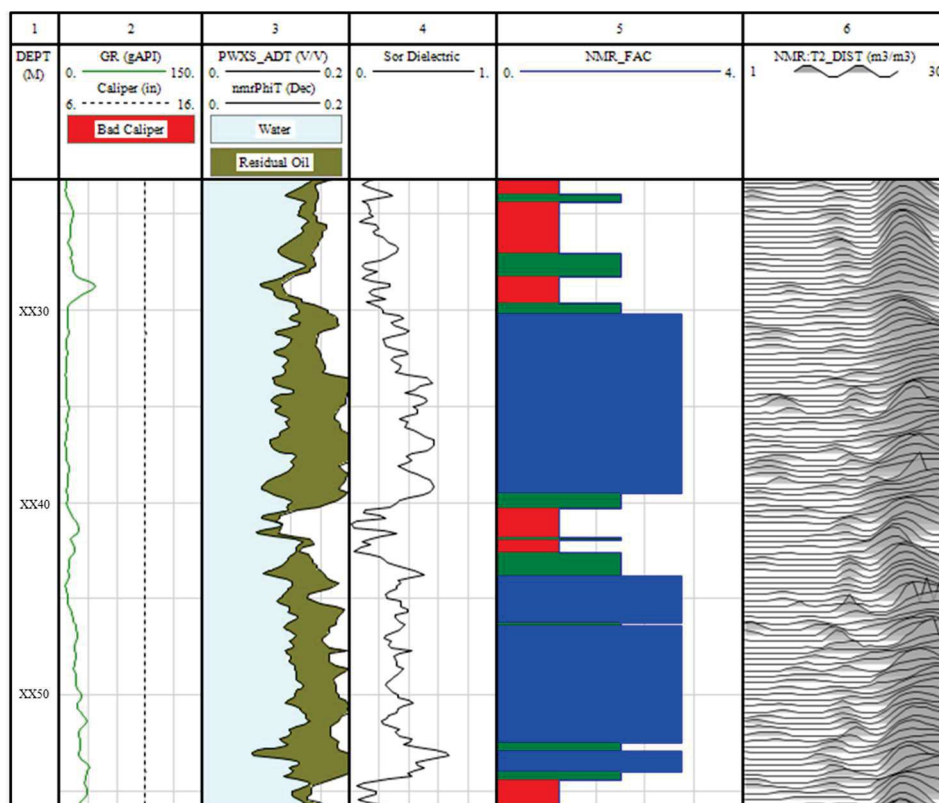 1 2 3 4 5 6
DEPT GR (gAPI) PWXS_ADT (V/V) Sor Dielectric NMR_FAC NMR:T2_DIST (m3/m3)
(M) 0. 150. 0. 0.2 0. 1. 0. 4. 1 30
Caliper (in) nmrPhiT (Dec)
6. 16. 0. 0.2
Bad Caliper Water
Residual Oil
XX30
XX40
XX50